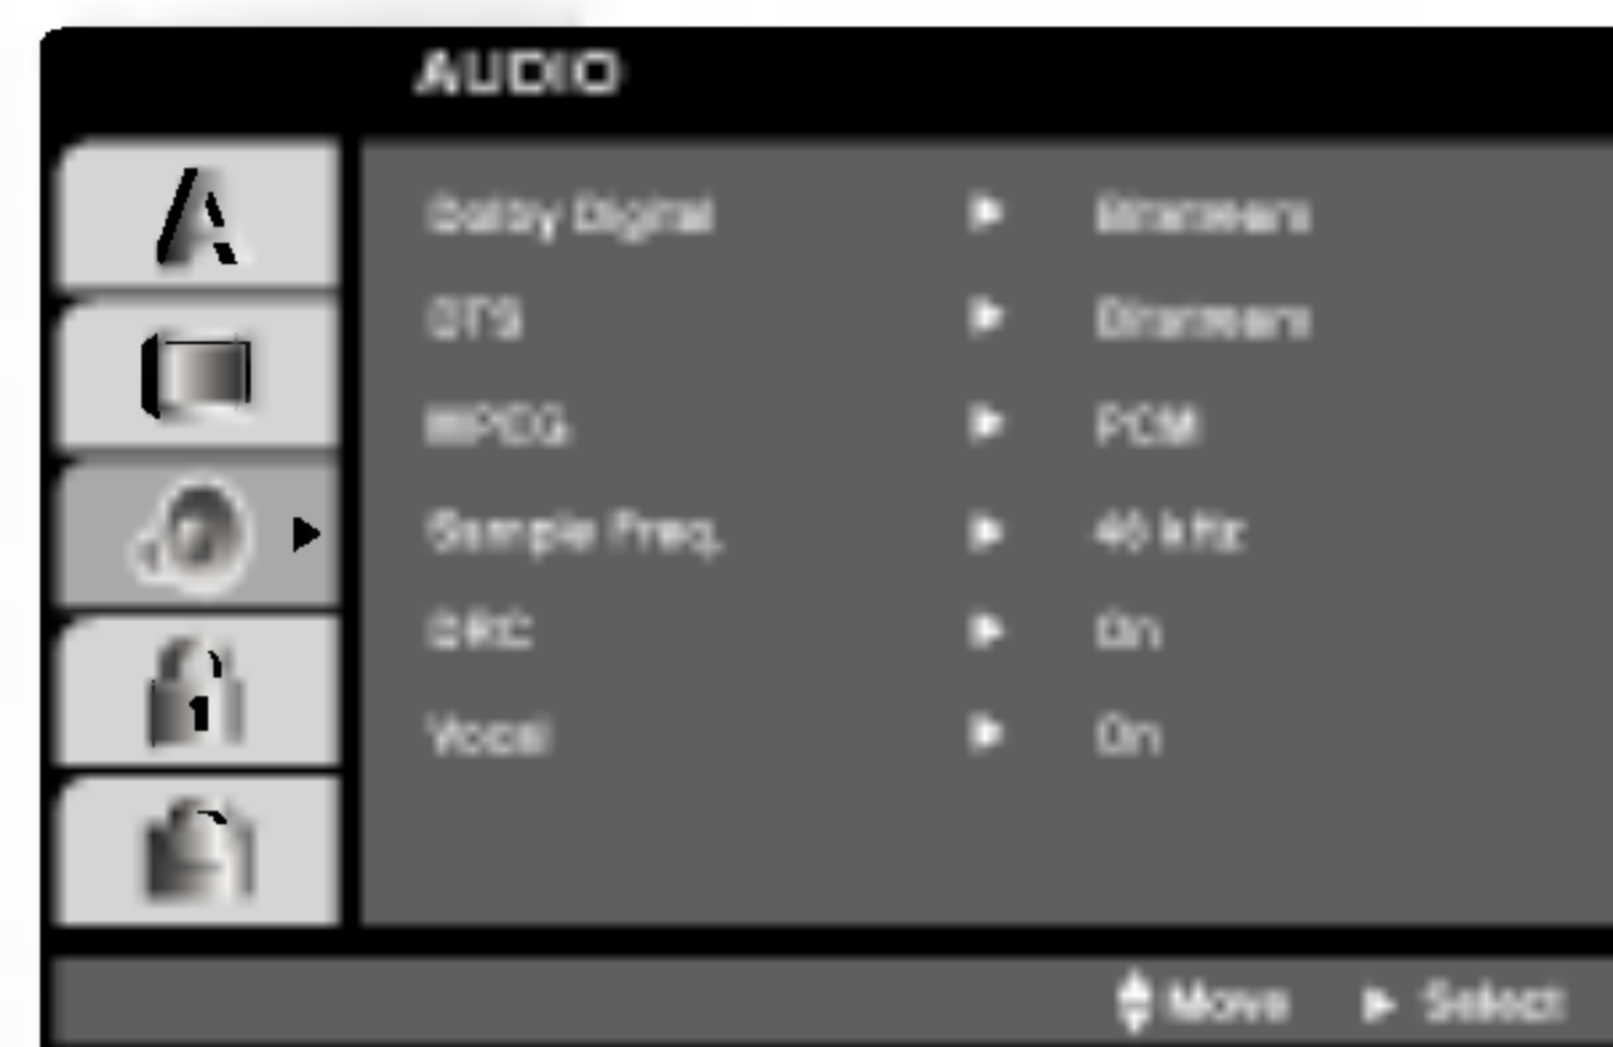 AUDIO
Dolby Digital Bitstream
DTS Bitstream
MPEG PCM
Sample Freq. 48 kHz
DRC On
Vocal On
Move Select